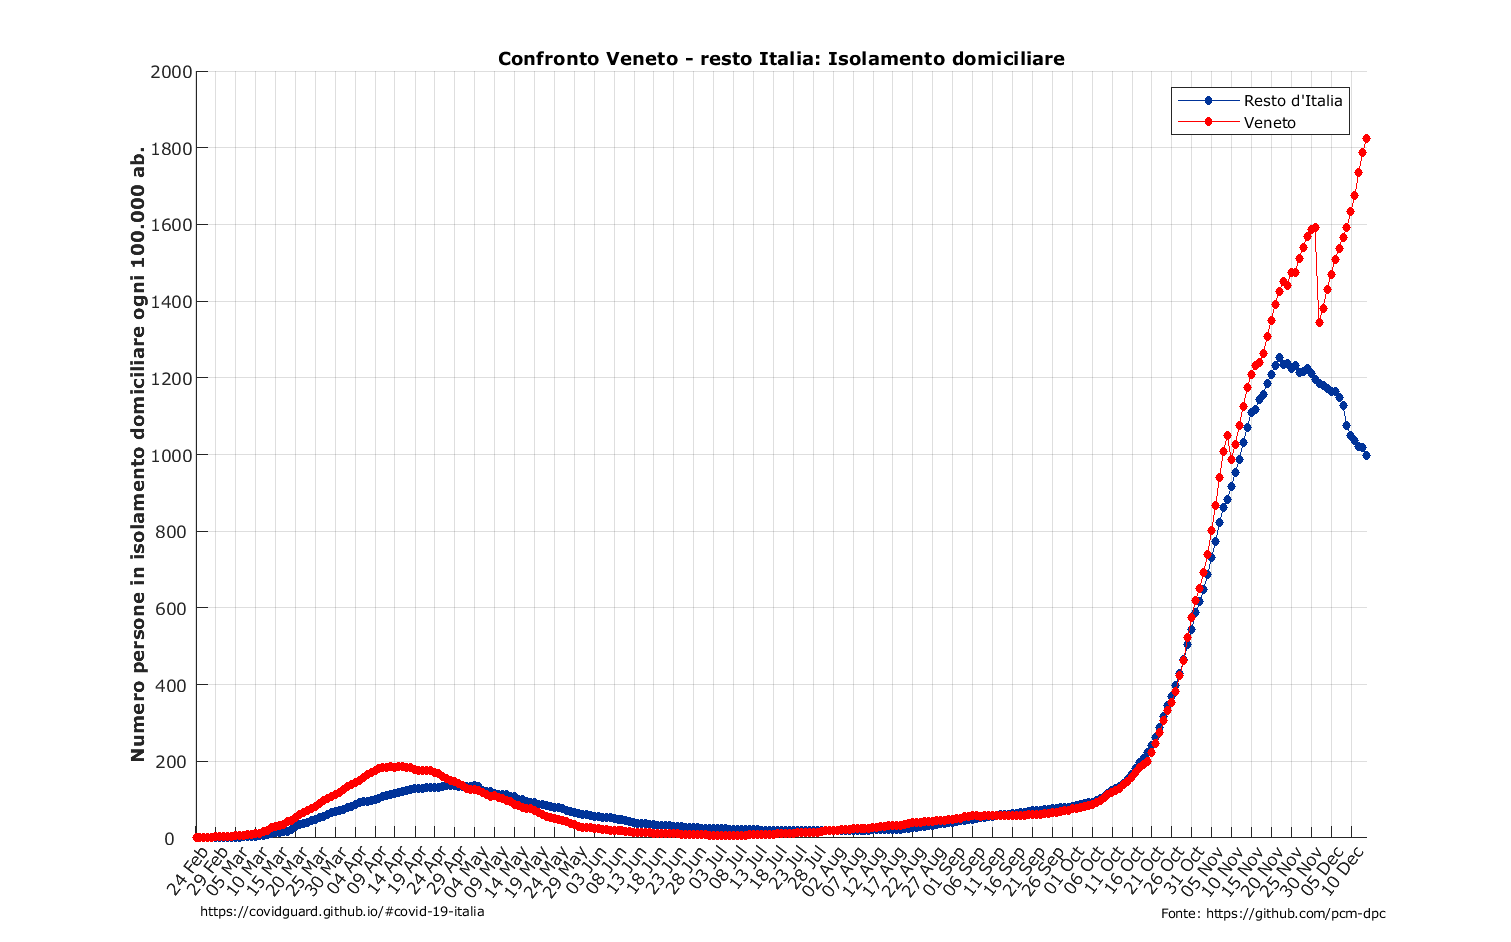 Confronto Veneto - resto Italia: Isolamento domiciliare
Numero persone in isolamento domiciliare ogni 100.000 ab.
2000
1800
1600
1400
1200
1000
800
600
400
200
0
Resto d'Italia
Veneto
24 Feb
29 Feb
05 Mar
10 Mar
15 Mar
20 Mar
25 Mar
30 Mar
04 Apr
09 Apr
14 Apr
19 Apr
24 Apr
29 Apr
04 May
09 May
14 May
19 May
24 May
29 May
03 Jun
08 Jun
13 Jun
18 Jun
23 Jun
28 Jun
03 Jul
08 Jul
13 Jul
18 Jul
23 Jul
28 Jul
02 Aug
07 Aug
12 Aug
17 Aug
22 Aug
27 Aug
01 Sep
06 Sep
11 Sep
16 Sep
21 Sep
26 Sep
01 Oct
06 Oct
11 Oct
16 Oct
21 Oct
26 Oct
31 Oct
05 Nov
10 Nov
15 Nov
20 Nov
25 Nov
30 Nov
05 Dec
10 Dec
https://covidguard.github.io/#covid-19-italia
Fonte: https://github.com/pcm-dpc